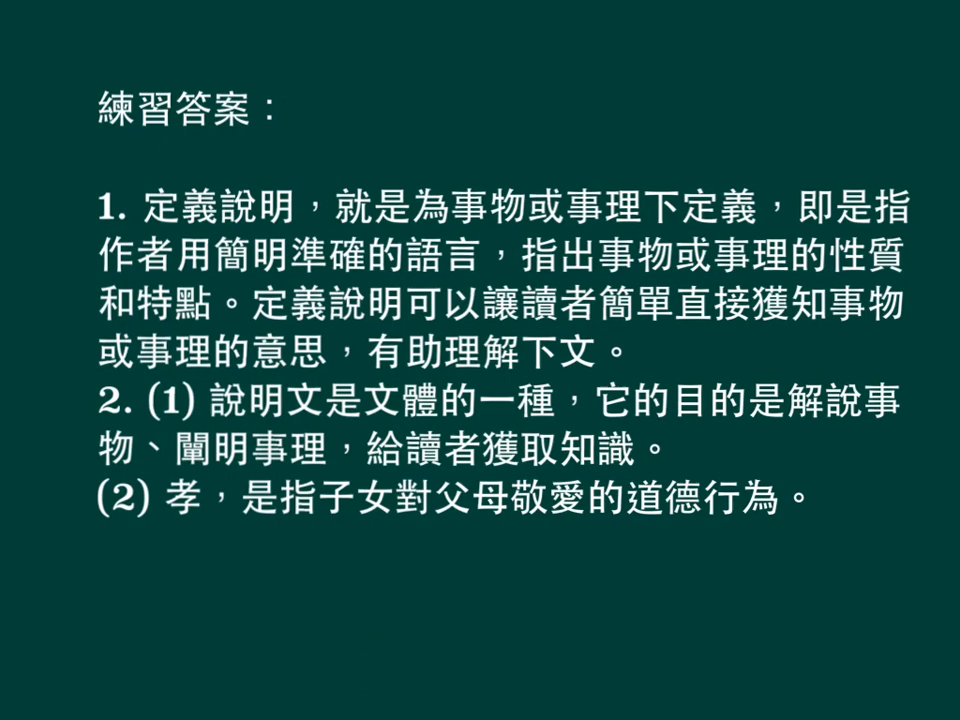 練習答案：
1. 定義說明，就是為事物或事理下定義，即是指
作者用簡明準確的語言，指出事物或事理的性質
和特點。定義說明可以讓讀者簡單直接獲知事物
或事理的意思，有助理解下文。
2. (1) 說明文是文體的一種，它的目的是解說事
物、闡明事理，給讀者獲取知識。
(2) 孝，是指子女對父母敬愛的道德行為。